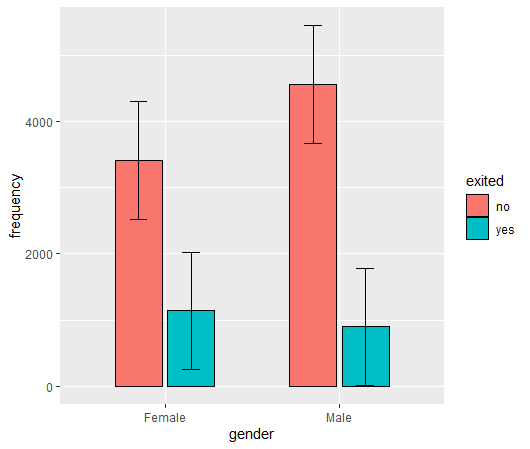 frequency
4000
2000
0
Female
Male
gender
exited
no
yes